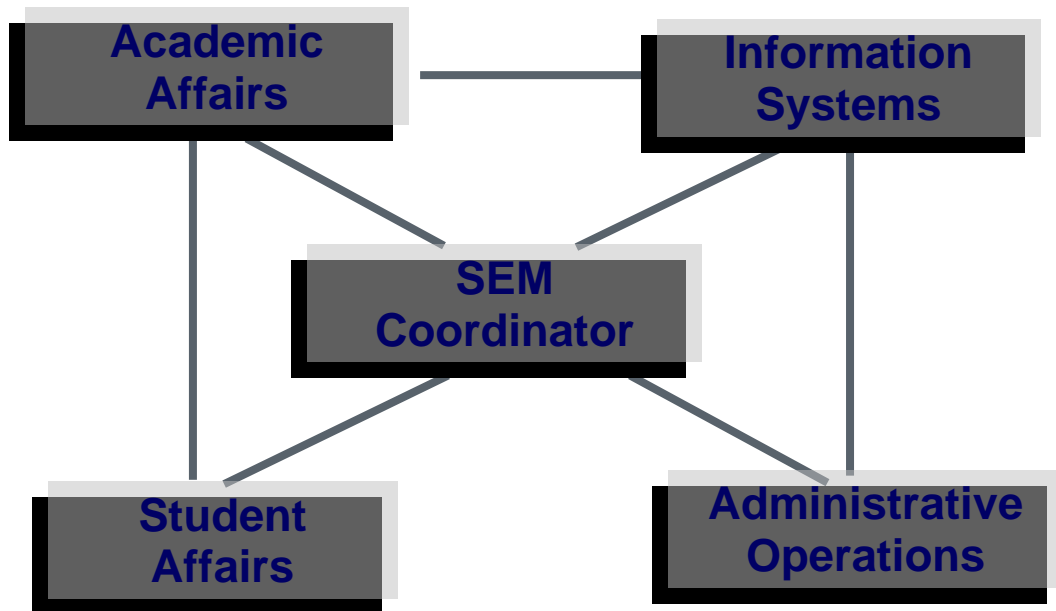 Academic
Affairs
Information
Systems
SEM
Coordinator
Student
Affairs
Administrative
Operations